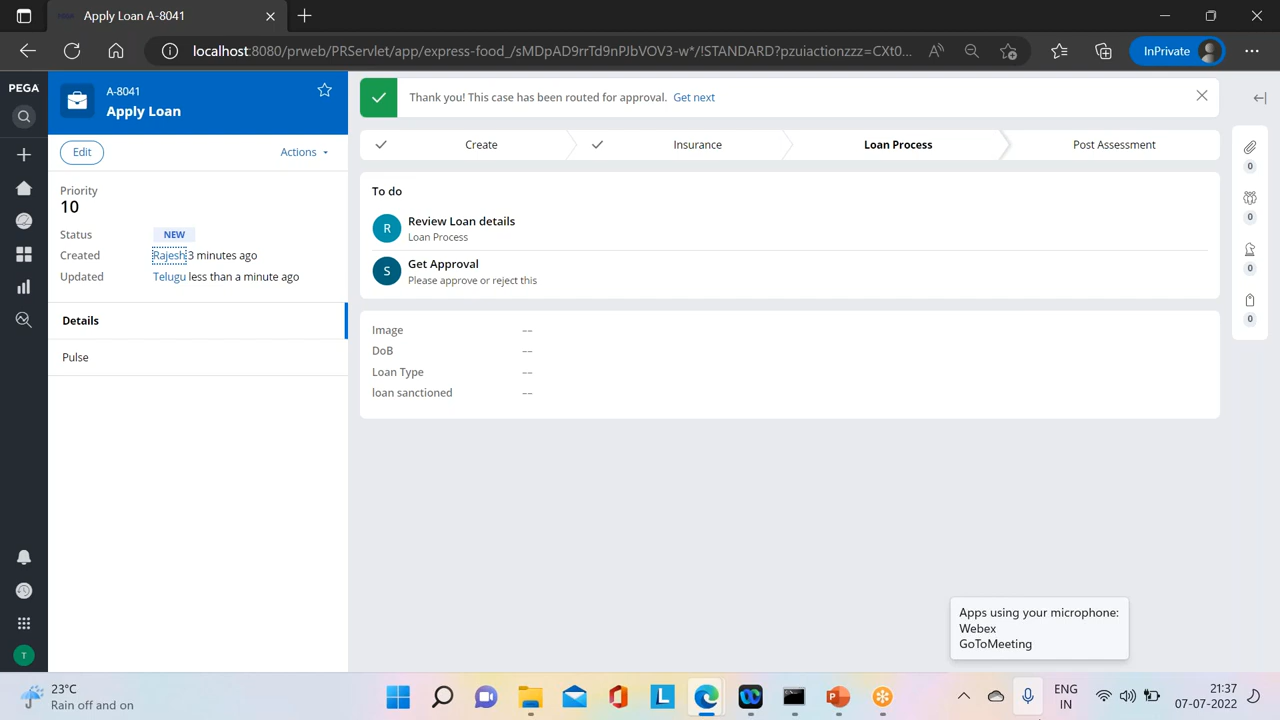 PEGA Apply Loan A-8041
localhost:8080/prweb/PRServlet/app/express-food_/sMDpAD9rrTd9nPJbVOV3-w*/!STANDARD?pzuiactionzzz=CXt0... InPrivate
PEGA
A-8041
Apply Loan
Edit Actions
Priority
10
Status NEW
Created Rajesh 3 minutes ago
Updated Telugu less than a minute ago
Details
Pulse
T
Thank you! This case has been routed for approval. Get next
Create Insurance Loan Process Post Assessment
To do
R Review Loan details
Loan Process
S Get Approval
Please approve or reject this
Image --
DoB --
Loan Type --
loan sanctioned --
0
0
0
0
Apps using your microphone:
Webex
GoToMeeting
23°C
Rain off and on
L
ENG
IN
21:37
07-07-2022